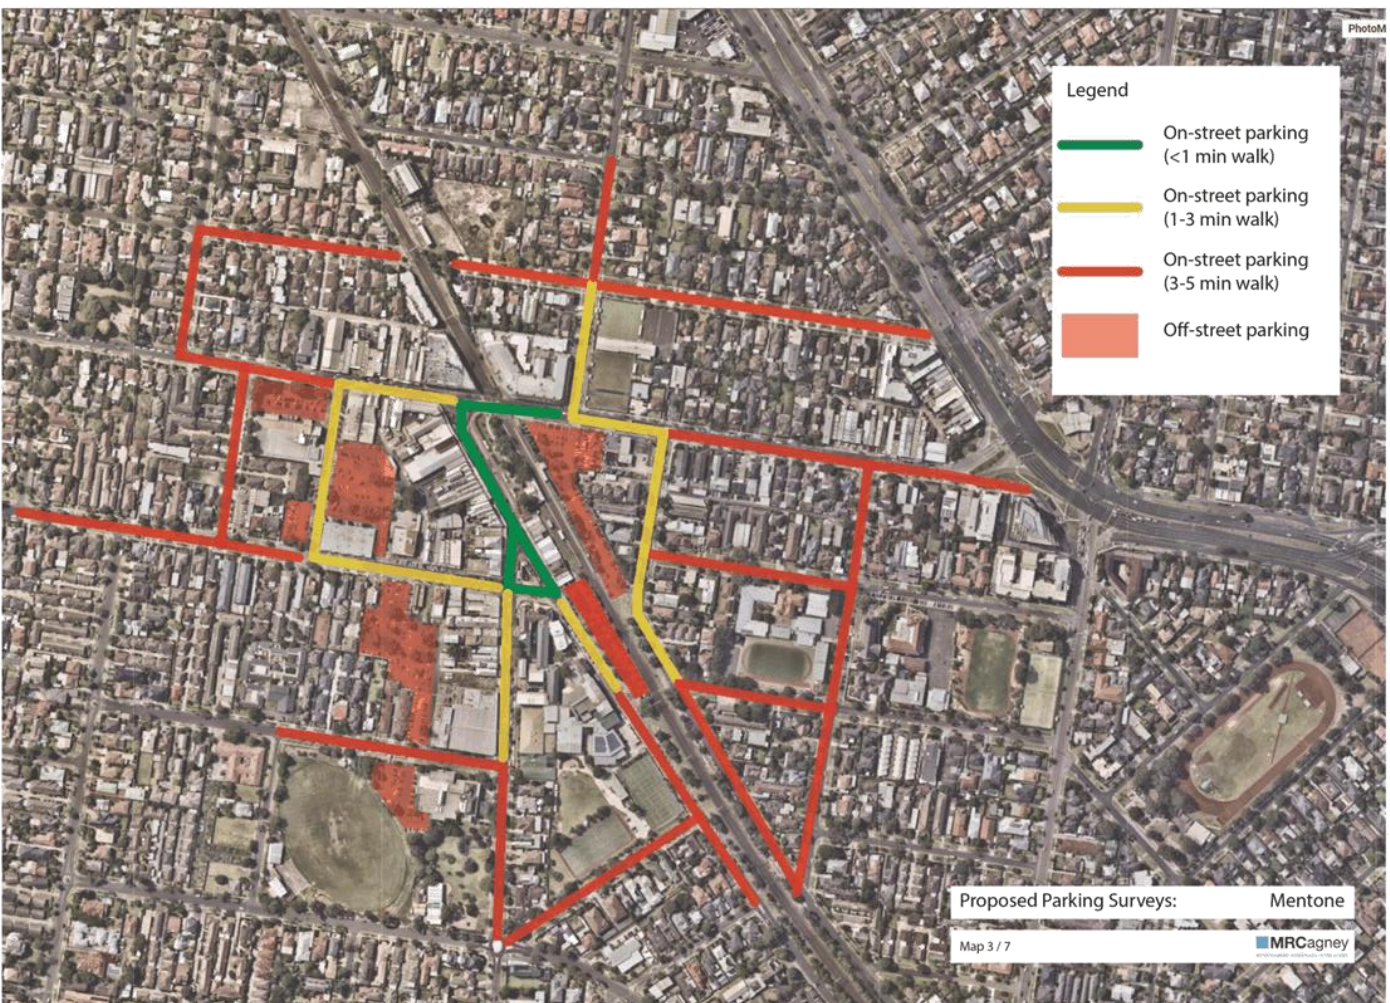 PhotoM
Legend
On-street parking
(<1 min walk)
On-street parking
(1-3 min walk)
On-street parking
(3-5 min walk)
Off-street parking
Proposed Parking Surveys: Mentone
Map 3 / 7
MRCagney